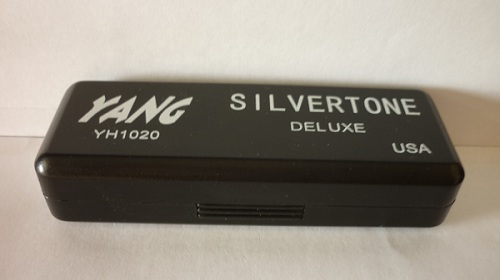 YANG
YH1020
SILVERTONE
DELUXE
USA